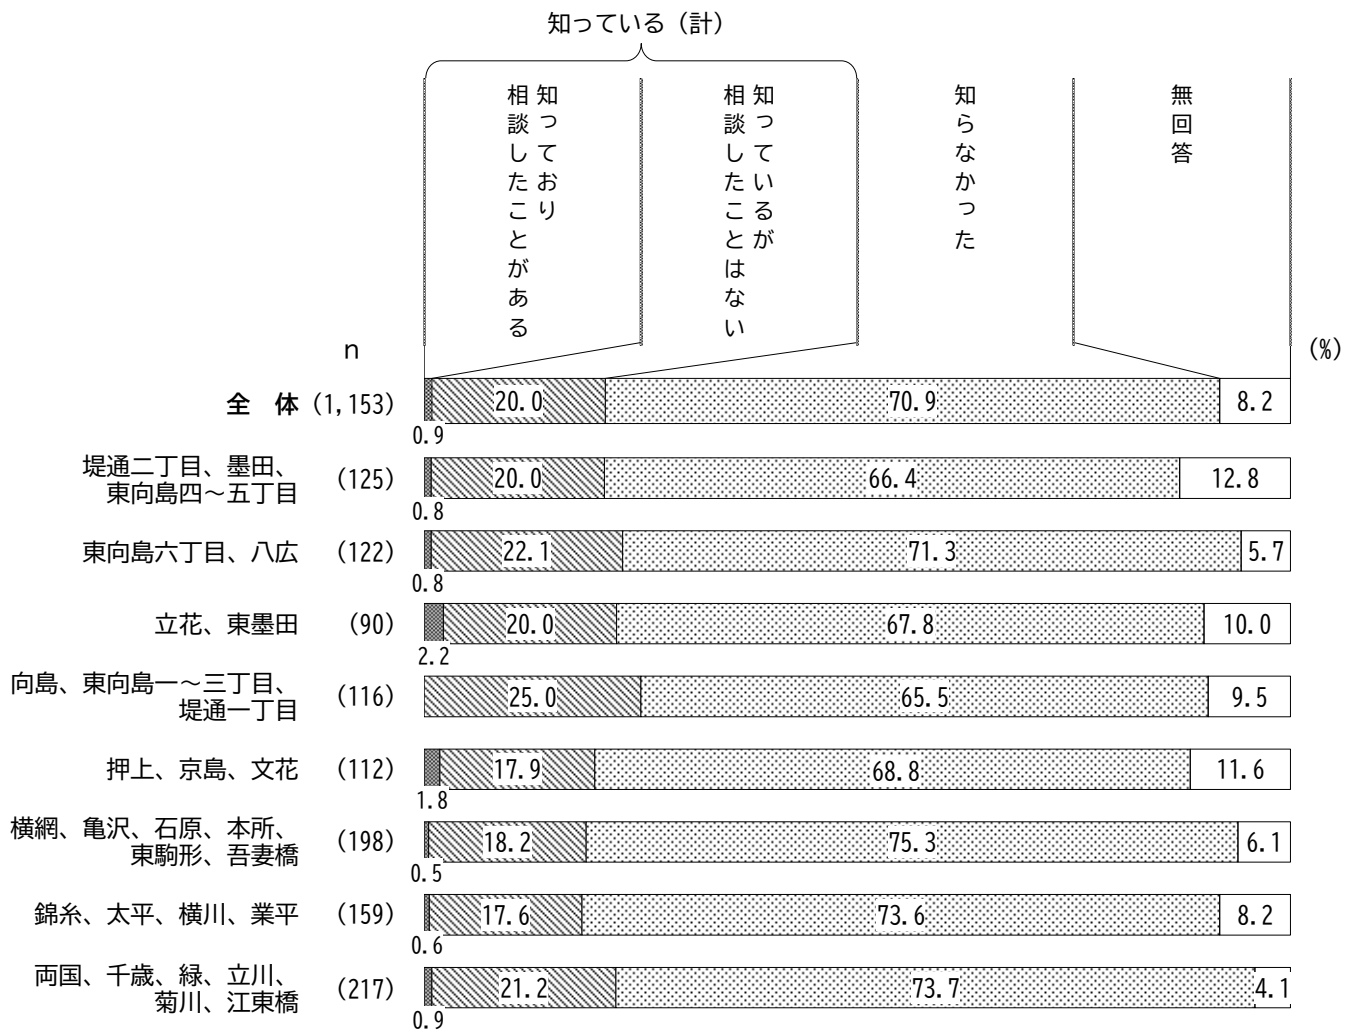 知っている（計）
知っており
相談したことがある
知っているが
相談したことはない
知らなかった
無回答
n
(%)
全　体 (1,153) 20.0 70.9 8.2
0.9
堤通二丁目、墨田、
東向島四～五丁目 (125) 20.0 66.4 12.8
0.8
東向島六丁目、八広 (122) 22.1 71.3 5.7
0.8
立花、東墨田 (90) 20.0 67.8 10.0
2.2
向島、東向島一～三丁目、
堤通一丁目 (116) 25.0 65.5 9.5
押上、京島、文花 (112) 17.9 68.8 11.6
1.8
横網、亀沢、石原、本所、
東駒形、吾妻橋 (198) 18.2 75.3 6.1
0.5
錦糸、太平、横川、業平 (159) 17.6 73.6 8.2
0.6
両国、千歳、緑、立川、
菊川、江東橋 (217) 21.2 73.7 4.1
0.9